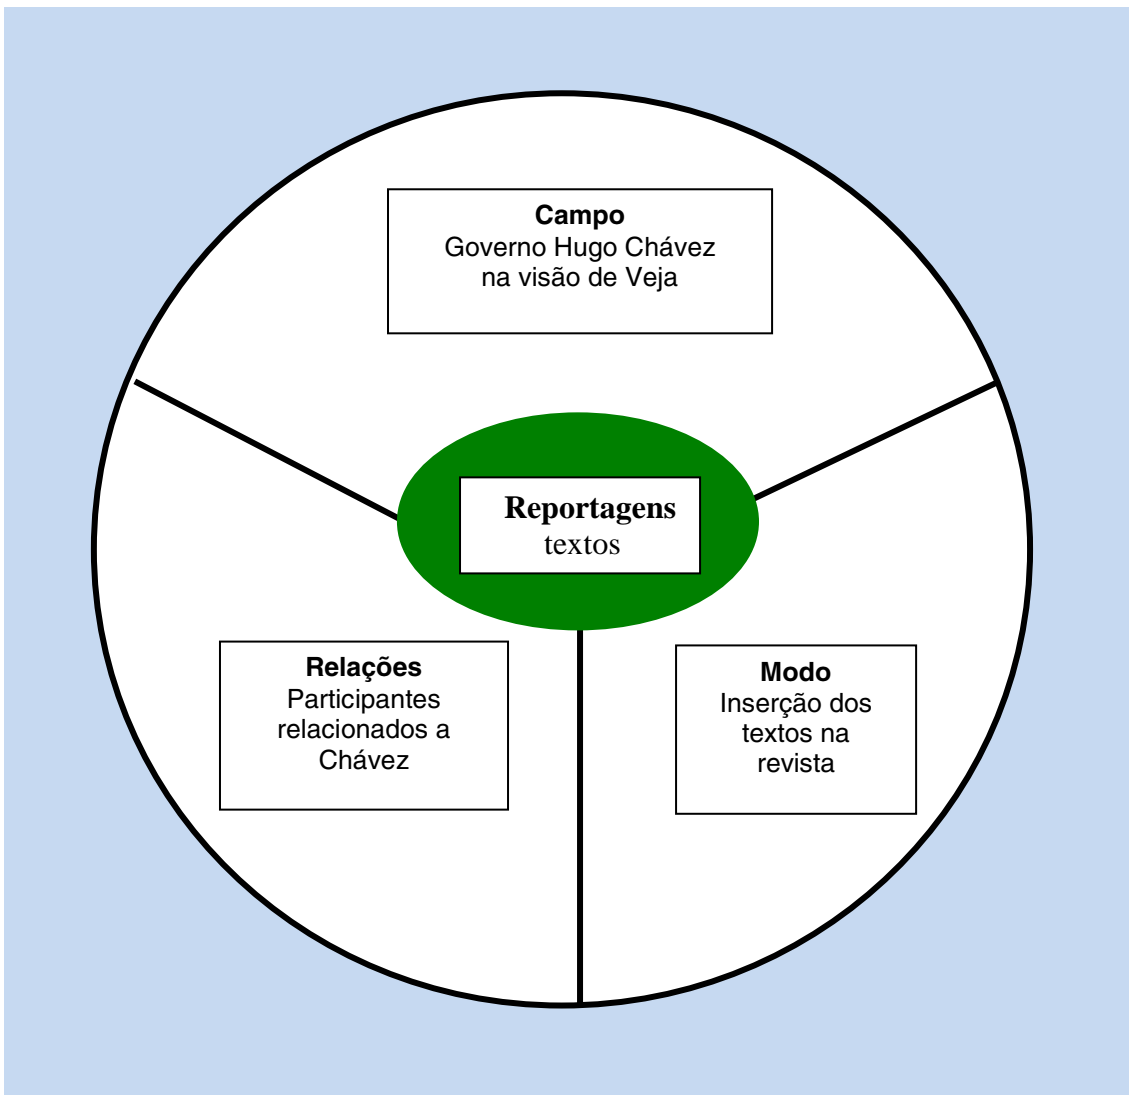 Campo
Governo Hugo Chávez
na visão de Veja
Reportagens
textos
Relações
Participantes
relacionados a
Chávez
Modo
Inserção dos
textos na
revista